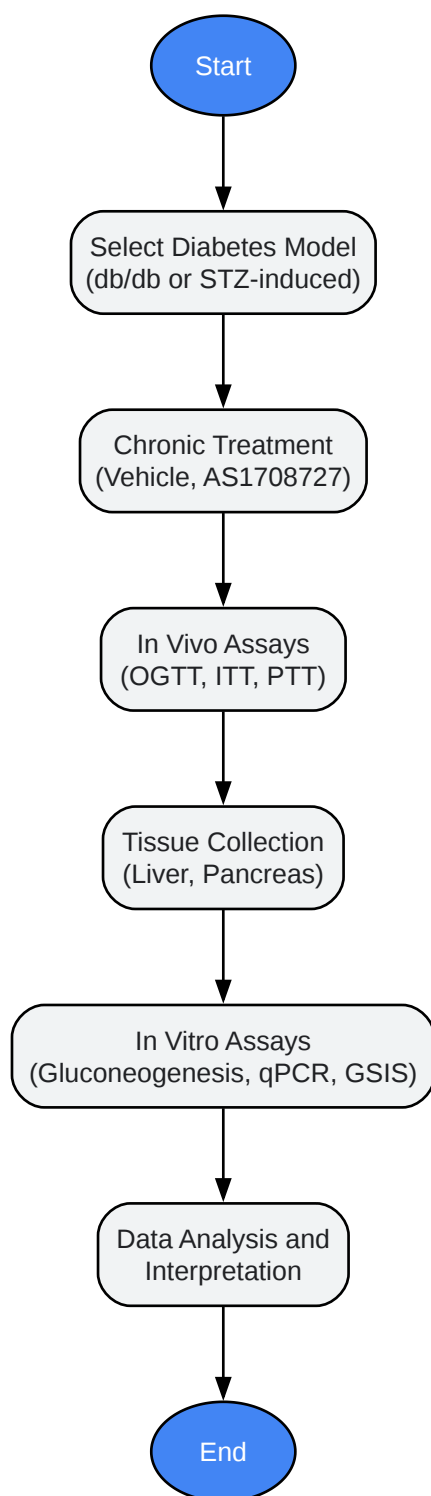 Start
Select Diabetes Model
(db/db or STZ-induced)
Chronic Treatment
(Vehicle, AS1708727)
In Vivo Assays
(OGTT, ITT, PTT)
Tissue Collection
(Liver, Pancreas)
In Vitro Assays
(Gluconeogenesis, qPCR, GSIS)
Data Analysis and
Interpretation
End